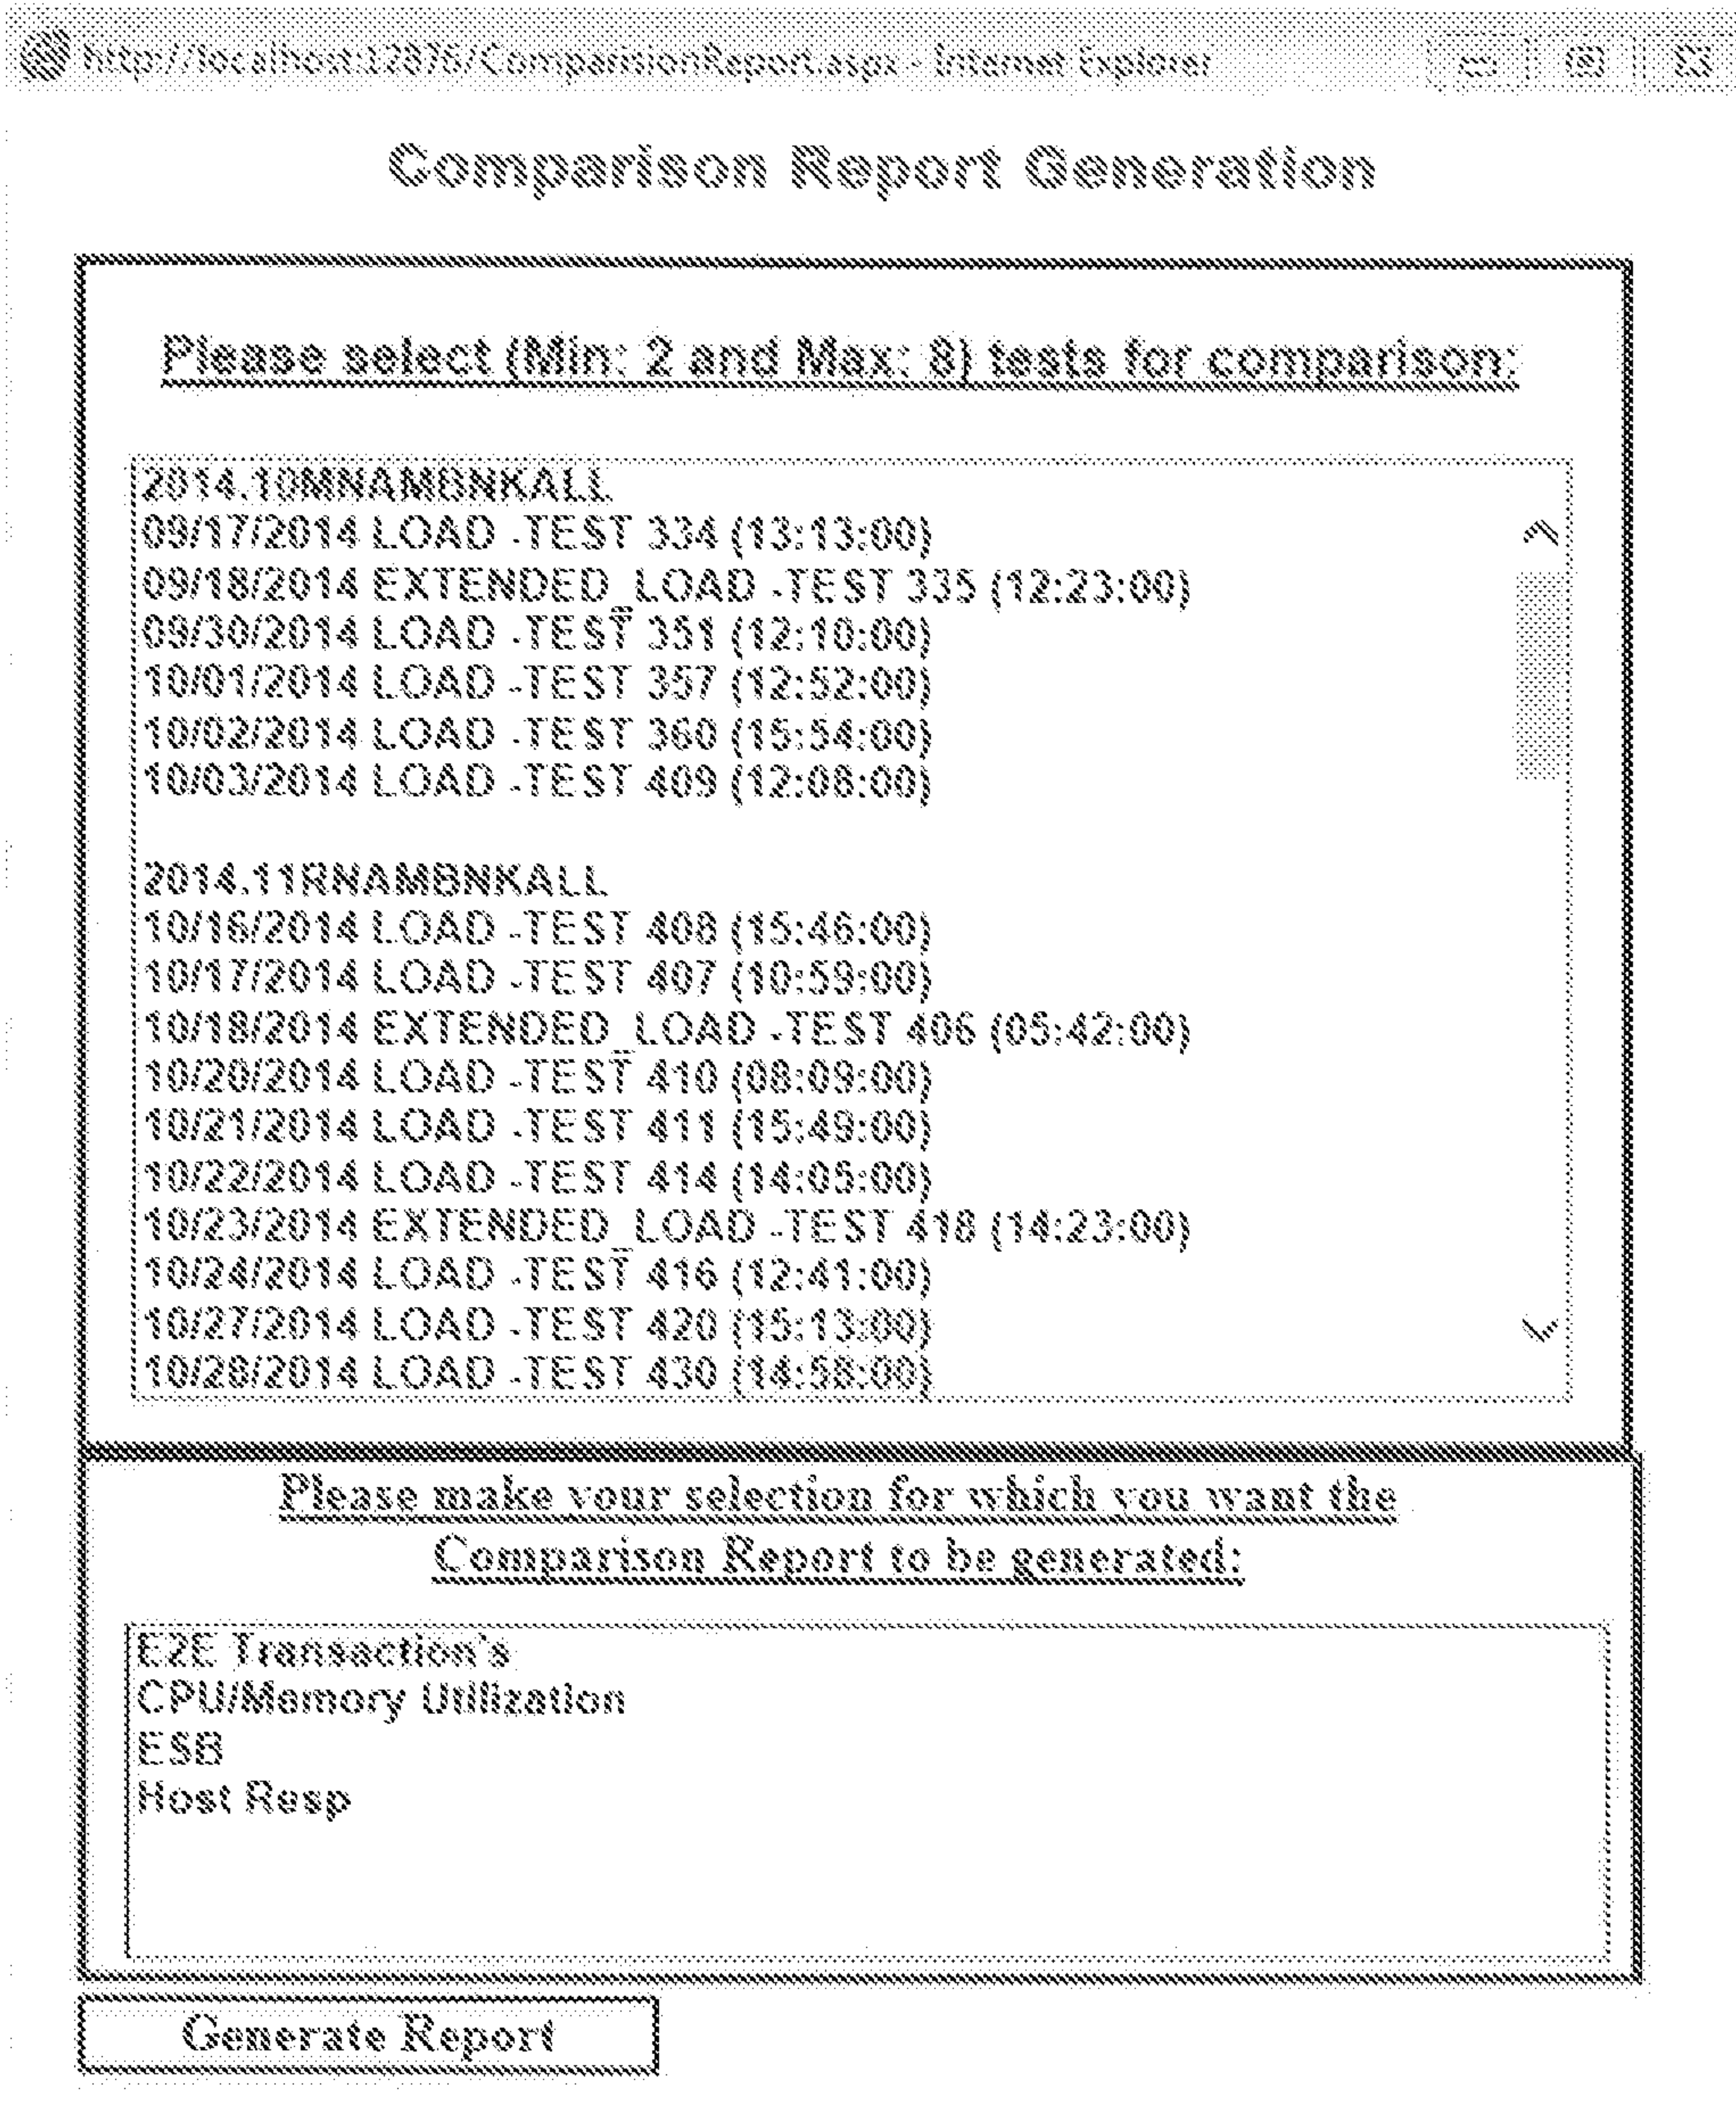 http://localhost:12876/ComparisionReport.aspx - Internet Explorer
Comparison Report Generation
Please select (Min: 2 and Max: 8) tests for comparison:
2014.10MNAMBNKALL
09/17/2014 LOAD -TEST 334 (13:13:00)
09/18/2014 EXTENDED_LOAD -TEST 335 (12:23:00)
09/30/2014 LOAD -TEST 351 (12:10:00)
10/01/2014 LOAD -TEST 357 (12:52:00)
10/02/2014 LOAD -TEST 360 (15:54:00)
10/03/2014 LOAD -TEST 409 (12:08:00)
2014.11RNAMBNKALL
10/16/2014 LOAD -TEST 408 (15:46:00)
10/17/2014 LOAD -TEST 407 (10:59:00)
10/18/2014 EXTENDED_LOAD -TEST 406 (05:42:00)
10/20/2014 LOAD -TEST 410 (08:09:00)
10/21/2014 LOAD -TEST 411 (15:49:00)
10/22/2014 LOAD -TEST 414 (14:05:00)
10/23/2014 EXTENDED_LOAD -TEST 418 (14:23:00)
10/24/2014 LOAD -TEST 416 (12:41:00)
10/27/2014 LOAD -TEST 420 (15:13:00)
10/28/2014 LOAD -TEST 430 (14:58:00)
Please make your selection for which you want the
Comparison Report to be generated:
E2E Transaction's
CPU/Memory Utilization
ESB
Host Resp
Generate Report